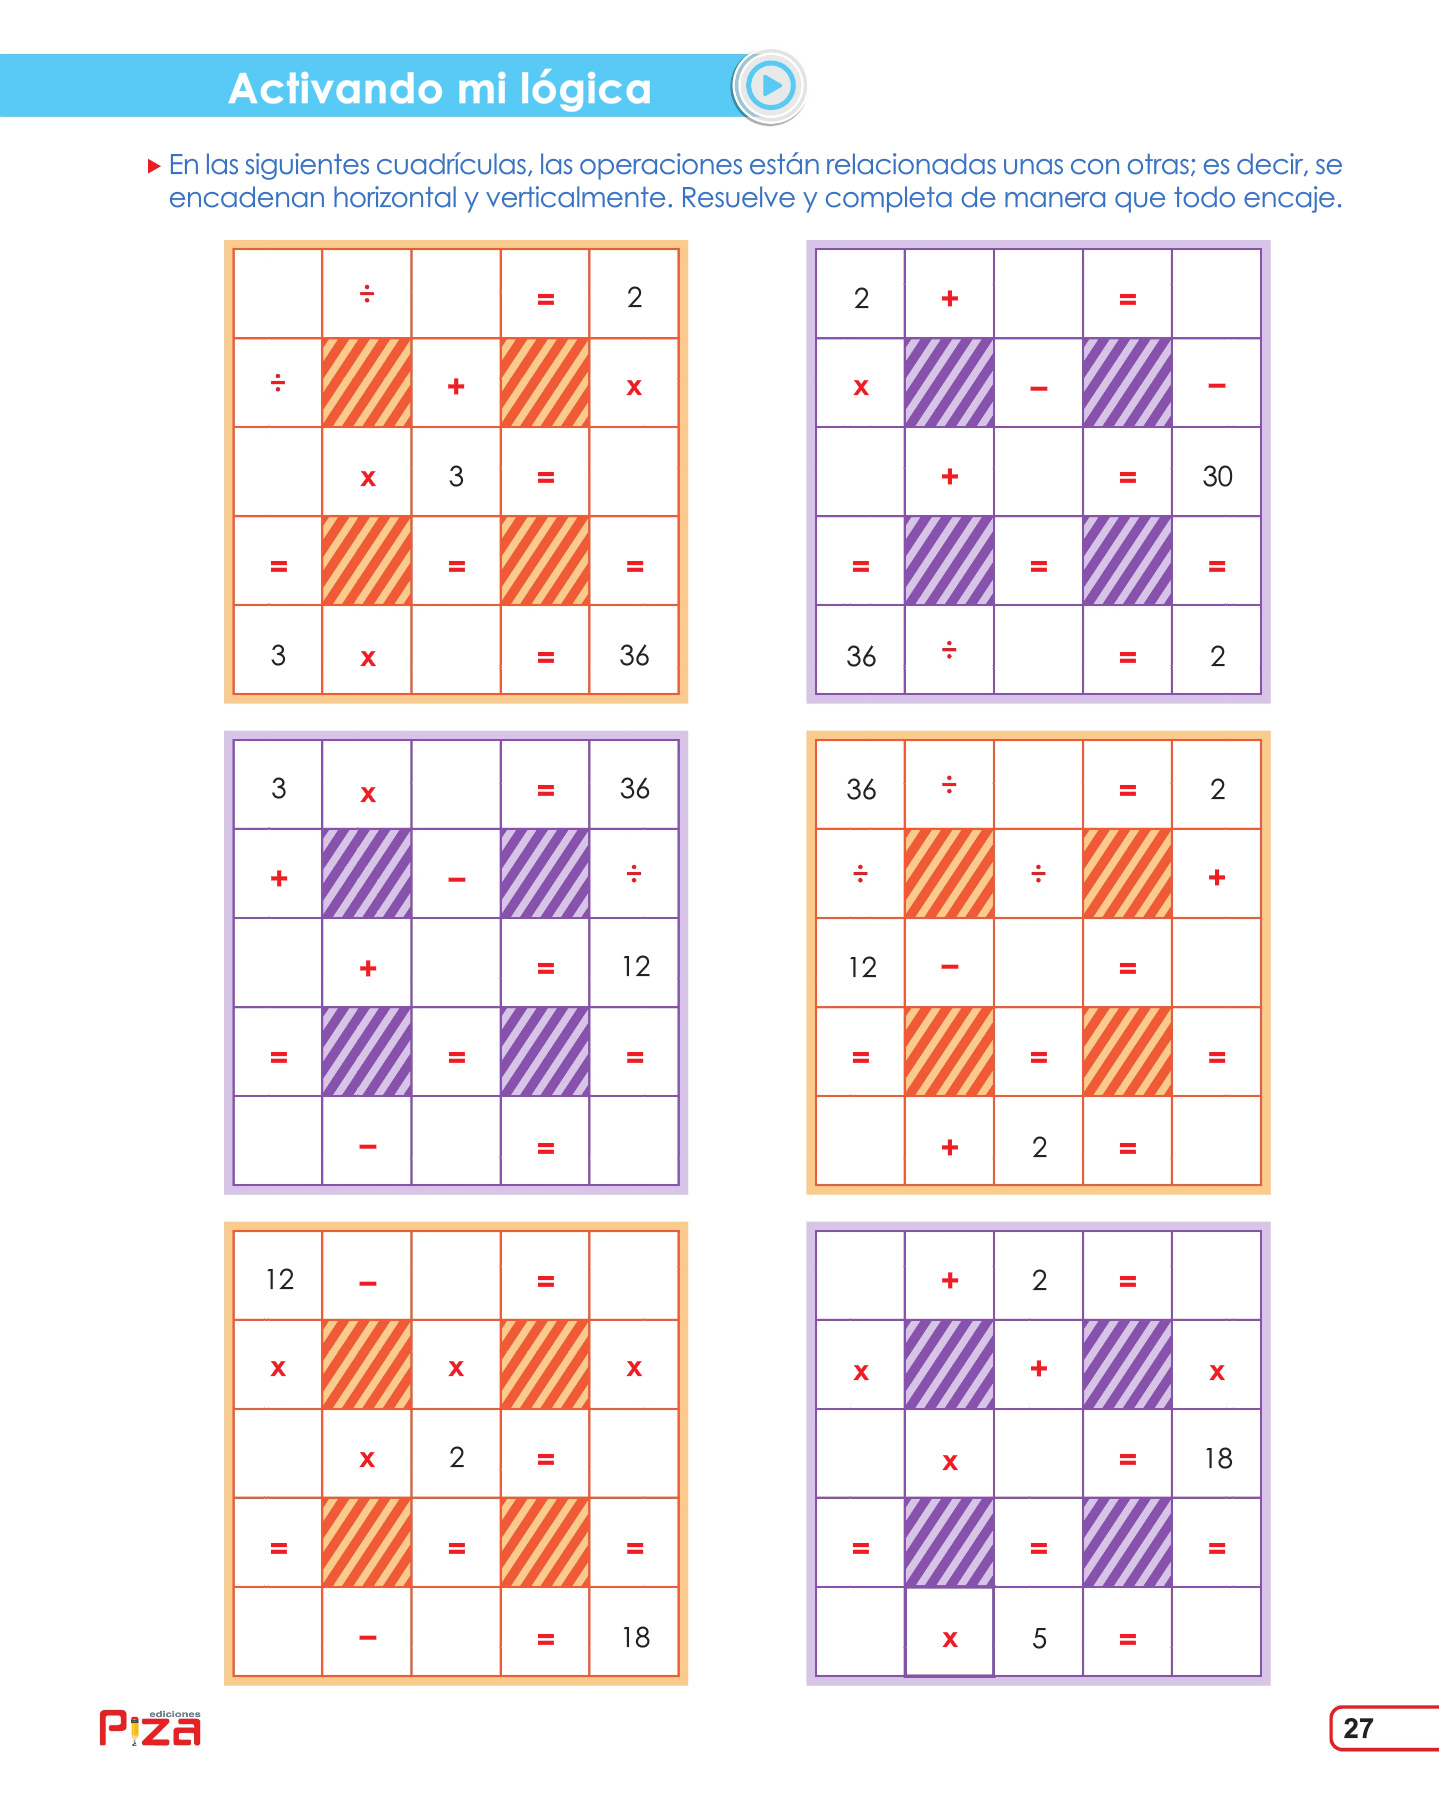 Activando mi lógica
En las siguientes cuadrículas, las operaciones están relacionadas unas con otras; es decir, se
encadenan horizontal y verticalmente. Resuelve y completa de manera que todo encaje.
÷ = 2
÷ + x
x 3 =
= = =
3 x = 36
2 + =
x – –
+ = 30
= = =
36 ÷ = 2
3 x = 36
+ – ÷
+ = 12
= = =
– =
36 ÷ = 2
÷ ÷ +
12 – =
= = =
+ 2 =
12 – =
x x x
x 2 =
= = =
– = 18
+ 2 =
x + x
x = 18
= = =
x 5 =
ediciones
Piza
27